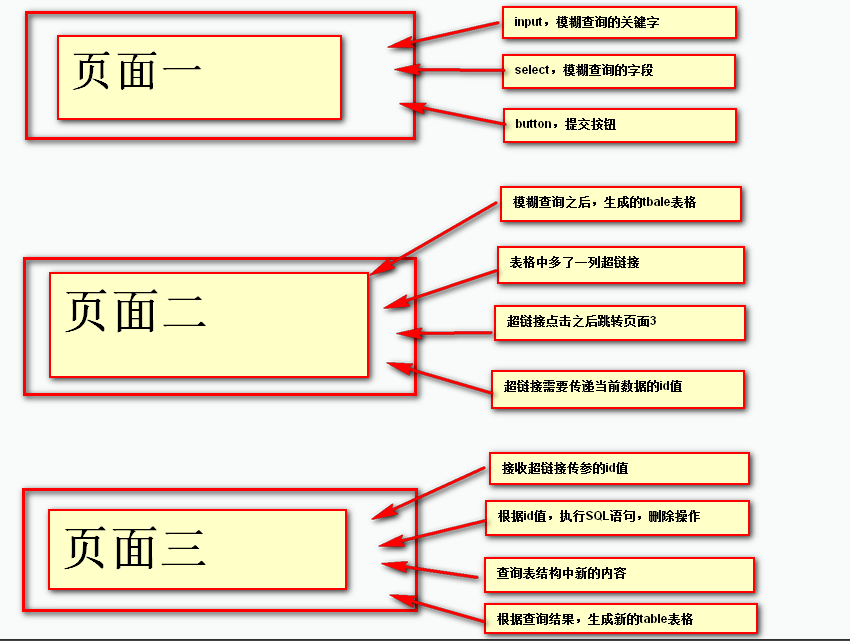 页面一
input，模糊查询的关键字
select，模糊查询的字段
button，提交按钮
页面二
模糊查询之后，生成的tbale表格
表格中多了一列超链接
超链接点击之后跳转页面3
超链接需要传递当前数据的id值
页面三
接收超链接传参的id值
根据id值，执行SQL语句，删除操作
查询表结构中新的内容
根据查询结果，生成新的table表格